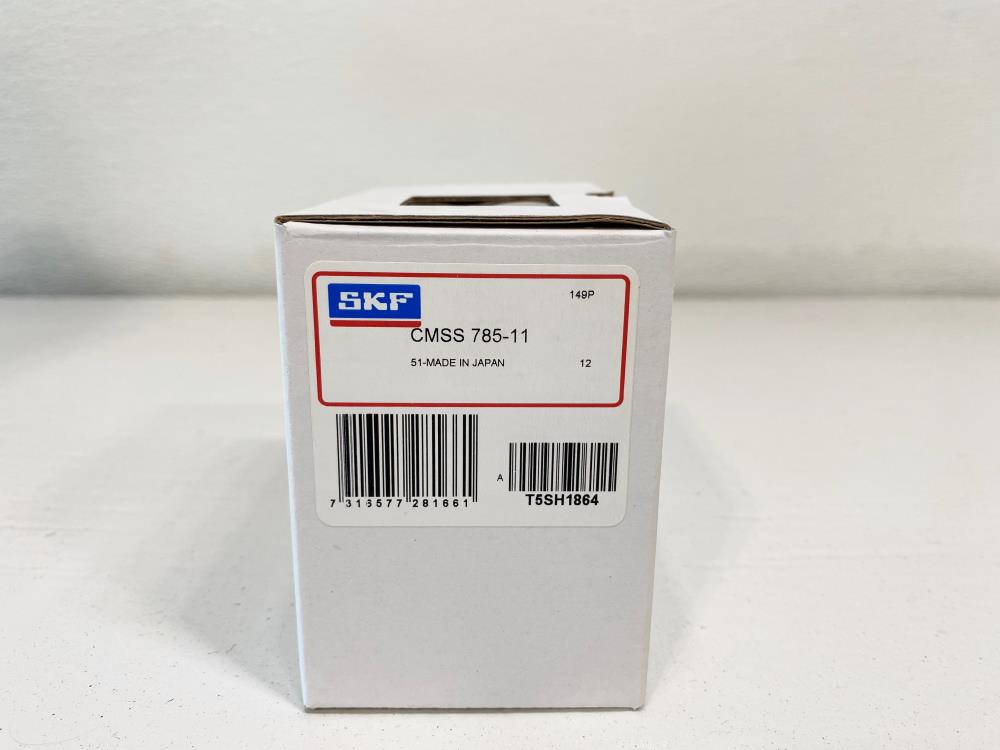 SKF
149P
CMSS 785-11
51-MADE IN JAPAN 12
7 316577 281661
A
T5SH1864